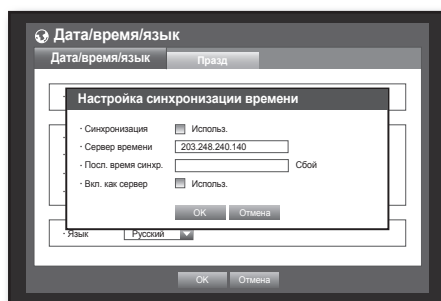 Дата/время/язык
Дата/время/язык Празд
Настройка синхронизации времени
· Синхронизация Использ.
· Сервер времени 203.248.240.140
· Посл. время синхр. Сбой
· Вкл. как сервер Использ.
OK Отмена
· Язык Русский
OK Отмена